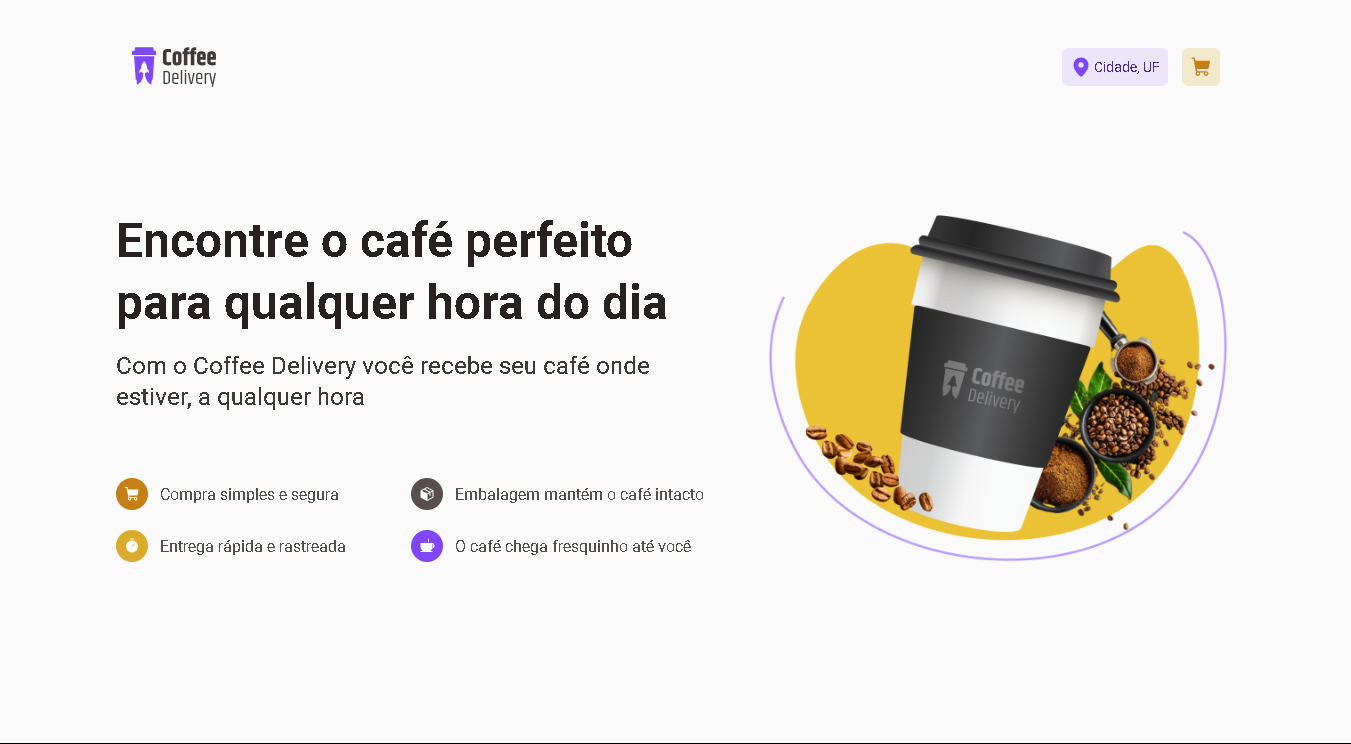 Coffee
Delivery
Cidade, UF
Encontre o café perfeito
para qualquer hora do dia
Com o Coffee Delivery você recebe seu café onde
estiver, a qualquer hora
Coffee
Delivery
Compra simples e segura
Embalagem mantém o café intacto
Entrega rápida e rastreada
O café chega fresquinho até você